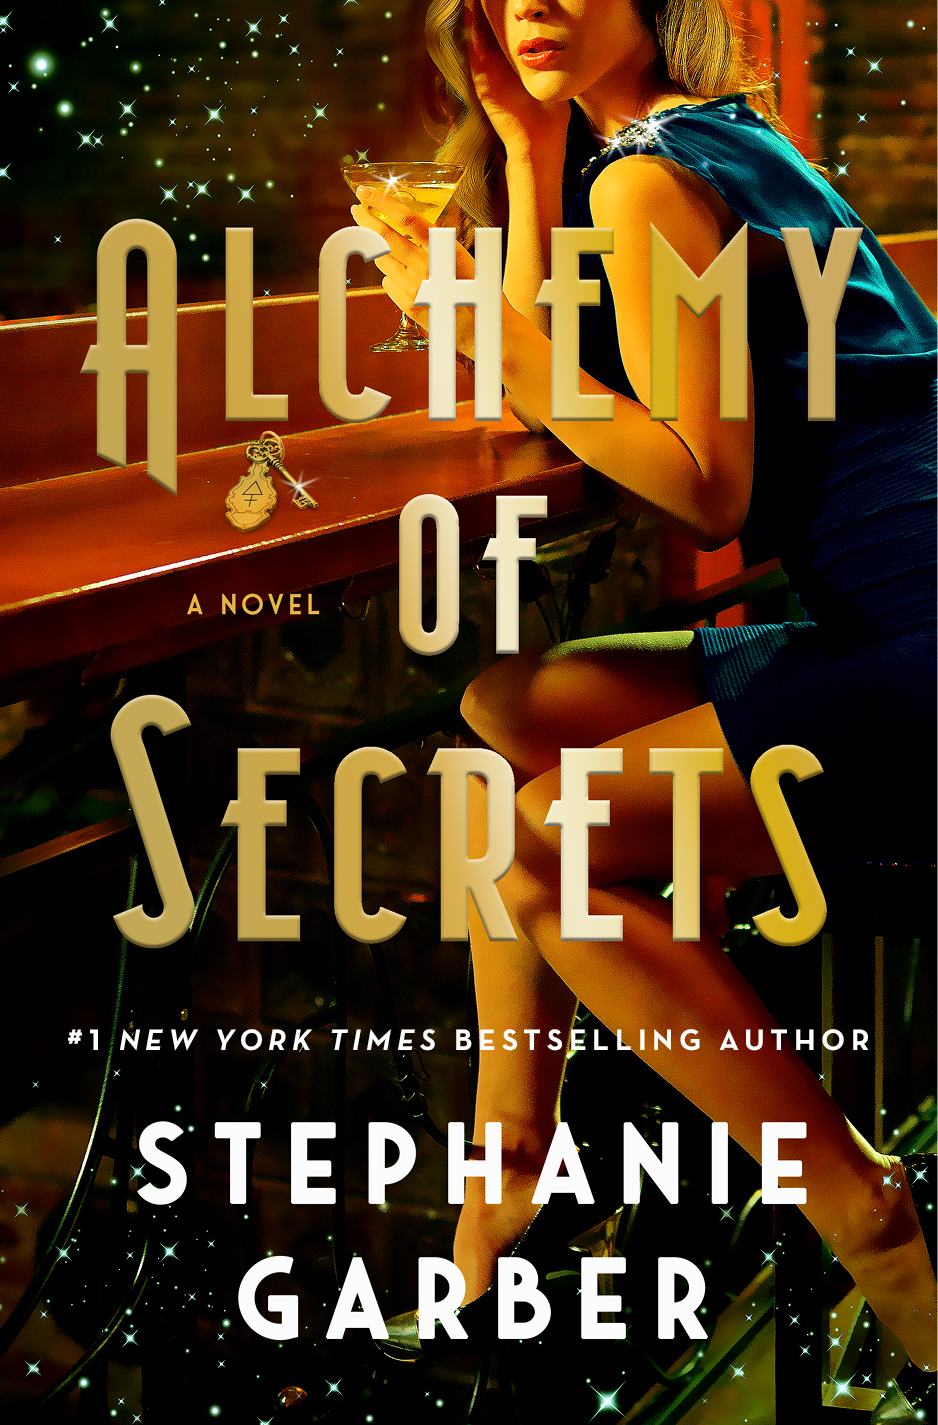 ALCHEMY
OF
A NOVEL
SECRETS
#1 NEW YORK TIMES BESTSELLING AUTHOR
STEPHANIE
GARBER